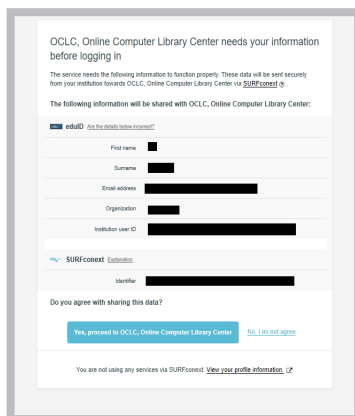 OCLC, Online Computer Library Center needs your information
before logging in
The service needs the following information to function properly. These data will be sent securely
from your institution towards OCLC, Online Computer Library Center via SURFconext .
The following information will be shared with OCLC, Online Computer Library Center:
eduID Are the details below incorrect?
First name
Surname
Email address
Organization
Institution user ID
SURFconext Explanation
Identifier
Do you agree with sharing this data?
Yes, proceed to OCLC, Online Computer Library Center
No, I do not agree
You are not using any services via SURFconext. View your profile information.